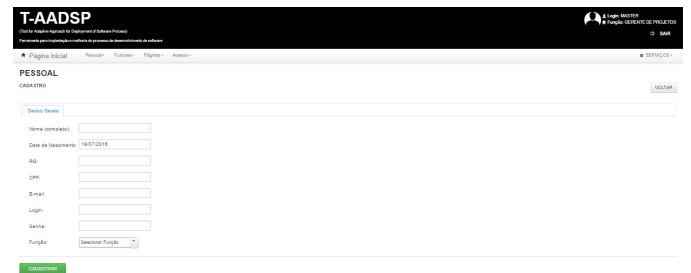 T-AADSP
(Tool for Adaptive Approach for Deployment of Software Process)
Ferramenta para implantação e melhoria do processo de desenvolvimento de software
Login: MASTER
Função: GERENTE DE PROJETOS
SAIR
Página inicial Pessoal Funcoes Páginas Acesso SERVIÇOS
PESSOAL
CADASTRO
VOLTAR
Dados Gerais
Nome (completo):
Data de Nascimento 19/07/2016
RG:
CPF:
E-mail:
Login:
Senha:
Função: Selecionar Função
CADASTRAR